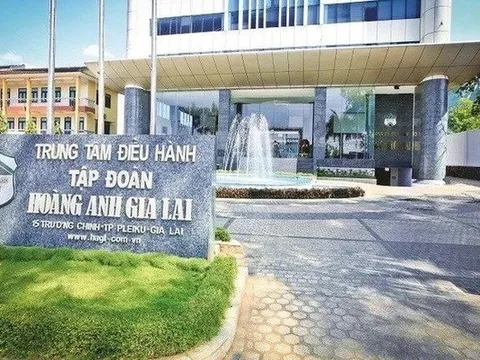 TRUNG TÂM ĐIỀU HÀNH
TẬP ĐOÀN
HOÀNG ANH GIA LAI
15 TRƯỜNG CHINH-TP PLEIKU-GIA LAI
www.hagl.com.vn